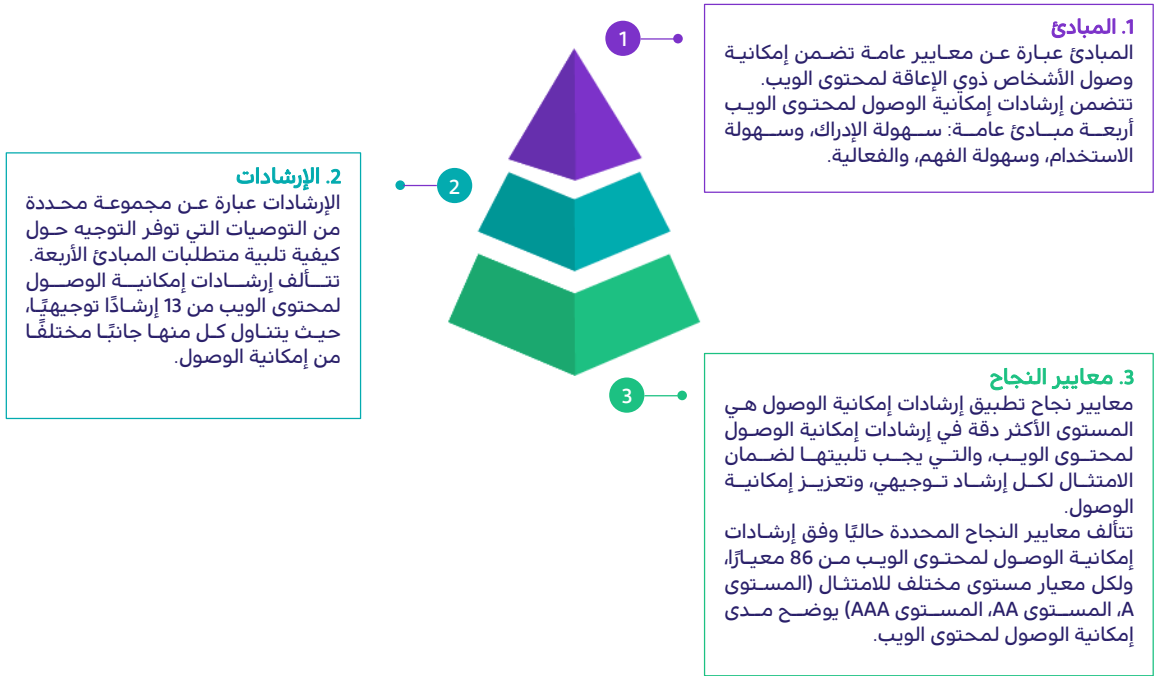 1
1. المبادئ
المبادئ عبارة عن معايير عامة تضمن إمكانية
وصول الأشخاص ذوي الإعاقة لمحتوى الويب.
تتضمن إرشادات إمكانية الوصول لمحتوى الويب
أربعة مبادئ عامة: سهولة الإدراك، وسهولة
الاستخدام، وسهولة الفهم، والفعالية.
2
2. الإرشادات
الإرشادات عبارة عن مجموعة محددة
من التوصيات التي توفر التوجيه حول
كيفية تلبية متطلبات المبادئ الأربعة.
تتألف إرشادات إمكانية الوصول
لمحتوى الويب من 13 إرشادًا توجيهيًا،
حيث يتناول كل منها جانبًا مختلفًا
من إمكانية الوصول.
3
3. معايير النجاح
معايير نجاح تطبيق إرشادات إمكانية الوصول هي
المستوى الأكثر دقة في إرشادات إمكانية الوصول
لمحتوى الويب، والتي يجب تلبيتها لضمان
الامتثال لكل إرشاد توجيهي، وتعزيز إمكانية
الوصول.
تتألف معايير النجاح المحددة حاليًا وفق إرشادات
إمكانية الوصول لمحتوى الويب من 86 معيارًا،
ولكل معيار مستوى مختلف للامتثال (المستوى
A، المستوى AA، المستوى AAA) يوضح مدى
إمكانية الوصول لمحتوى الويب.